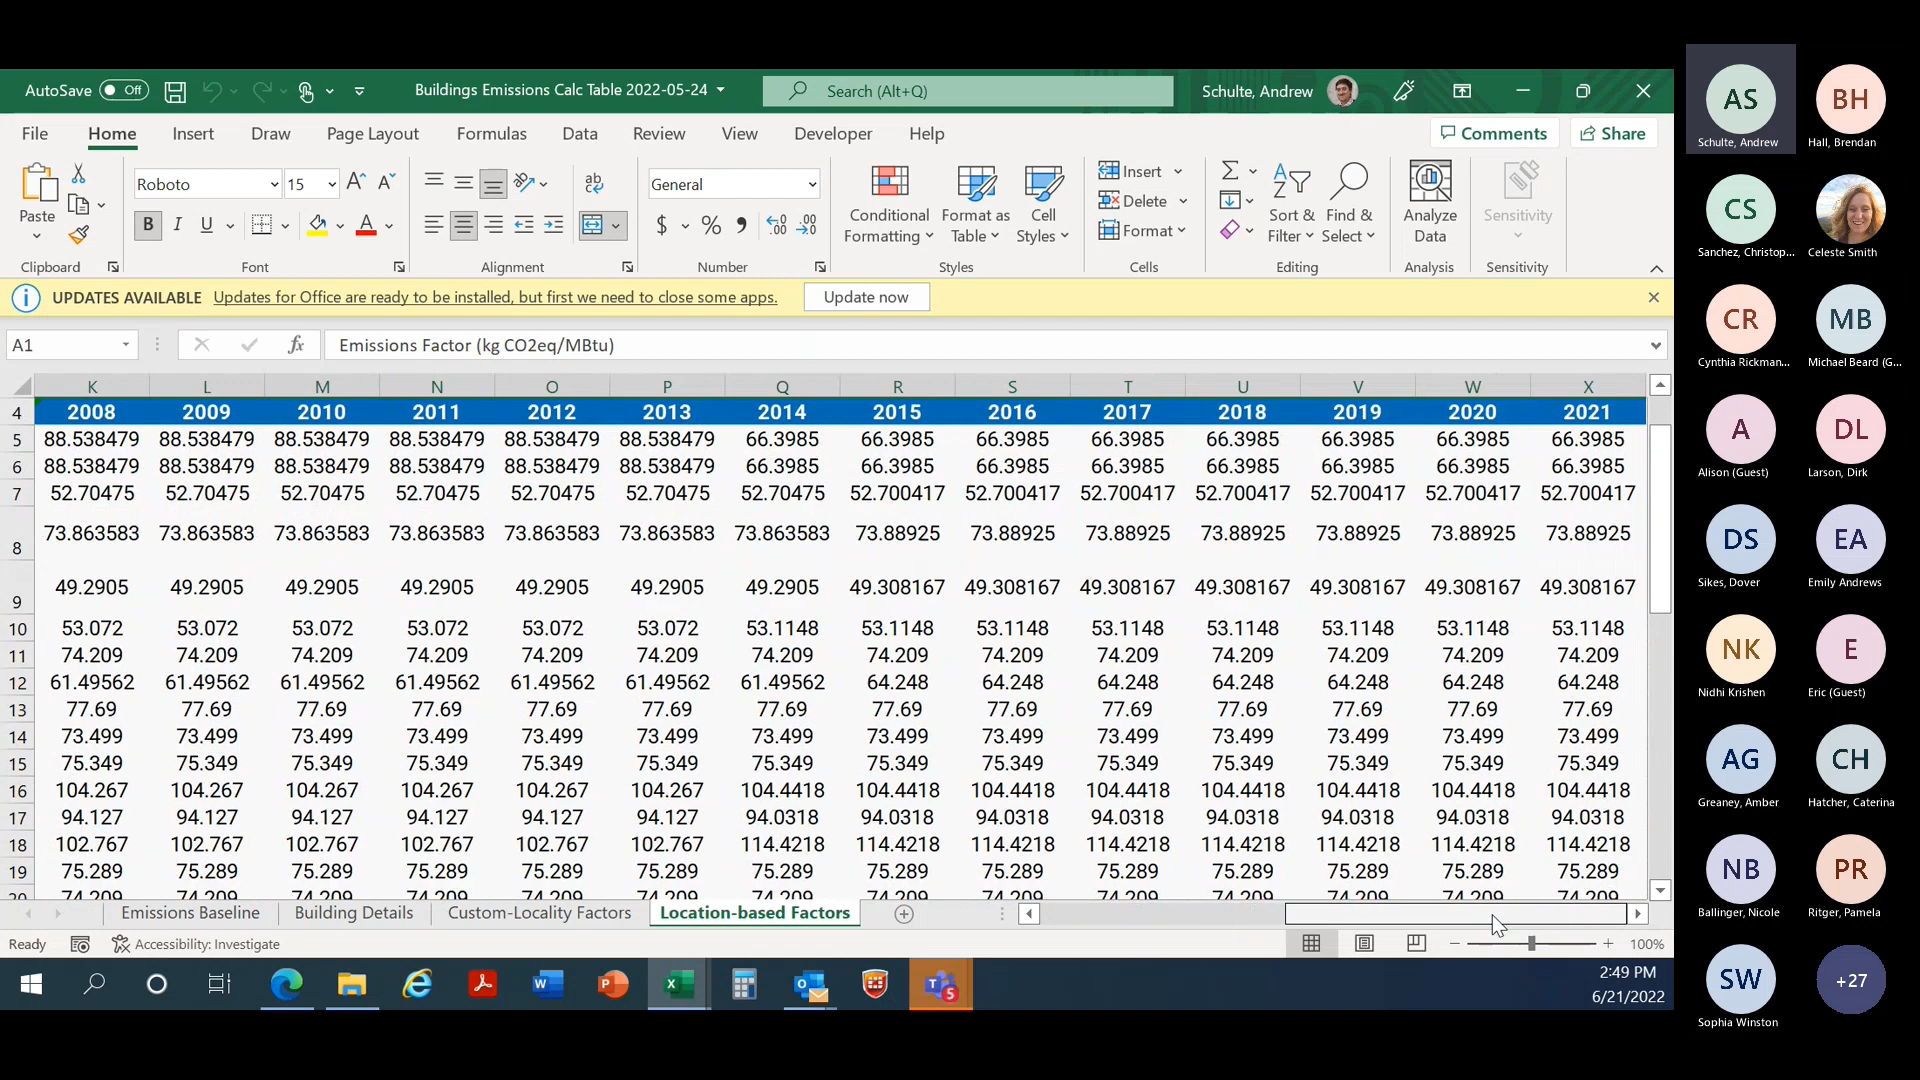 AutoSave Off Buildings Emissions Calc Table 2022-05-24 Search (Alt+Q) Schulte, Andrew
File Home Insert Draw Page Layout Formulas Data Review View Developer Help Comments Share
Roboto 15 General
Insert
Delete
Format
Paste
Conditional Formatting
Format as Table
Cell Styles
Sort & Filter
Find & Select
Analyze Data
Sensitivity
Clipboard Font Alignment Number Styles Cells Editing Analysis Sensitivity
UPDATES AVAILABLE Updates for Office are ready to be installed, but first we need to close some apps. Update now
A1 fx Emissions Factor (kg CO2eq/MBtu)
K L M N O P Q R S T U V W X
4 2008 2009 2010 2011 2012 2013 2014 2015 2016 2017 2018 2019 2020 2021
5 88.538479 88.538479 88.538479 88.538479 88.538479 88.538479 66.3985 66.3985 66.3985 66.3985 66.3985 66.3985 66.3985 66.3985
6 88.538479 88.538479 88.538479 88.538479 88.538479 88.538479 66.3985 66.3985 66.3985 66.3985 66.3985 66.3985 66.3985 66.3985
7 52.70475 52.70475 52.70475 52.70475 52.70475 52.70475 52.70475 52.700417 52.700417 52.700417 52.700417 52.700417 52.700417 52.700417
8 73.863583 73.863583 73.863583 73.863583 73.863583 73.863583 73.863583 73.88925 73.88925 73.88925 73.88925 73.88925 73.88925 73.88925
9 49.2905 49.2905 49.2905 49.2905 49.2905 49.2905 49.2905 49.308167 49.308167 49.308167 49.308167 49.308167 49.308167 49.308167
10 53.072 53.072 53.072 53.072 53.072 53.072 53.1148 53.1148 53.1148 53.1148 53.1148 53.1148 53.1148 53.1148
11 74.209 74.209 74.209 74.209 74.209 74.209 74.209 74.209 74.209 74.209 74.209 74.209 74.209 74.209
12 61.49562 61.49562 61.49562 61.49562 61.49562 61.49562 61.49562 64.248 64.248 64.248 64.248 64.248 64.248 64.248
13 77.69 77.69 77.69 77.69 77.69 77.69 77.69 77.69 77.69 77.69 77.69 77.69 77.69 77.69
14 73.499 73.499 73.499 73.499 73.499 73.499 73.499 73.499 73.499 73.499 73.499 73.499 73.499 73.499
15 75.349 75.349 75.349 75.349 75.349 75.349 75.349 75.349 75.349 75.349 75.349 75.349 75.349 75.349
16 104.267 104.267 104.267 104.267 104.267 104.267 104.4418 104.4418 104.4418 104.4418 104.4418 104.4418 104.4418 104.4418
17 94.127 94.127 94.127 94.127 94.127 94.127 94.0318 94.0318 94.0318 94.0318 94.0318 94.0318 94.0318 94.0318
18 102.767 102.767 102.767 102.767 102.767 102.767 114.4218 114.4218 114.4218 114.4218 114.4218 114.4218 114.4218 114.4218
19 75.289 75.289 75.289 75.289 75.289 75.289 75.289 75.289 75.289 75.289 75.289 75.289 75.289 75.289
20 74.209 74.209 74.209 74.209 74.209 74.209 74.209 74.209 74.209 74.209 74.209 74.209 74.209 74.209
Emissions Baseline Building Details Custom-Locality Factors Location-based Factors
Ready Accessibility: Investigate 100%
2:49 PM
6/21/2022
AS BH
Schulte, Andrew Hall, Brendan
CS
Sanchez, Christop... Celeste Smith
CR MB
Cynthia Rickman... Michael Beard (G...
A DL
Alison (Guest) Larson, Dirk
DS EA
Sikes, Dover Emily Andrews
NK E
Nidhi Krishen Eric (Guest)
AG CH
Greaney, Amber Hatcher, Caterina
NB PR
Ballinger, Nicole Ritger, Pamela
SW +27
Sophia Winston